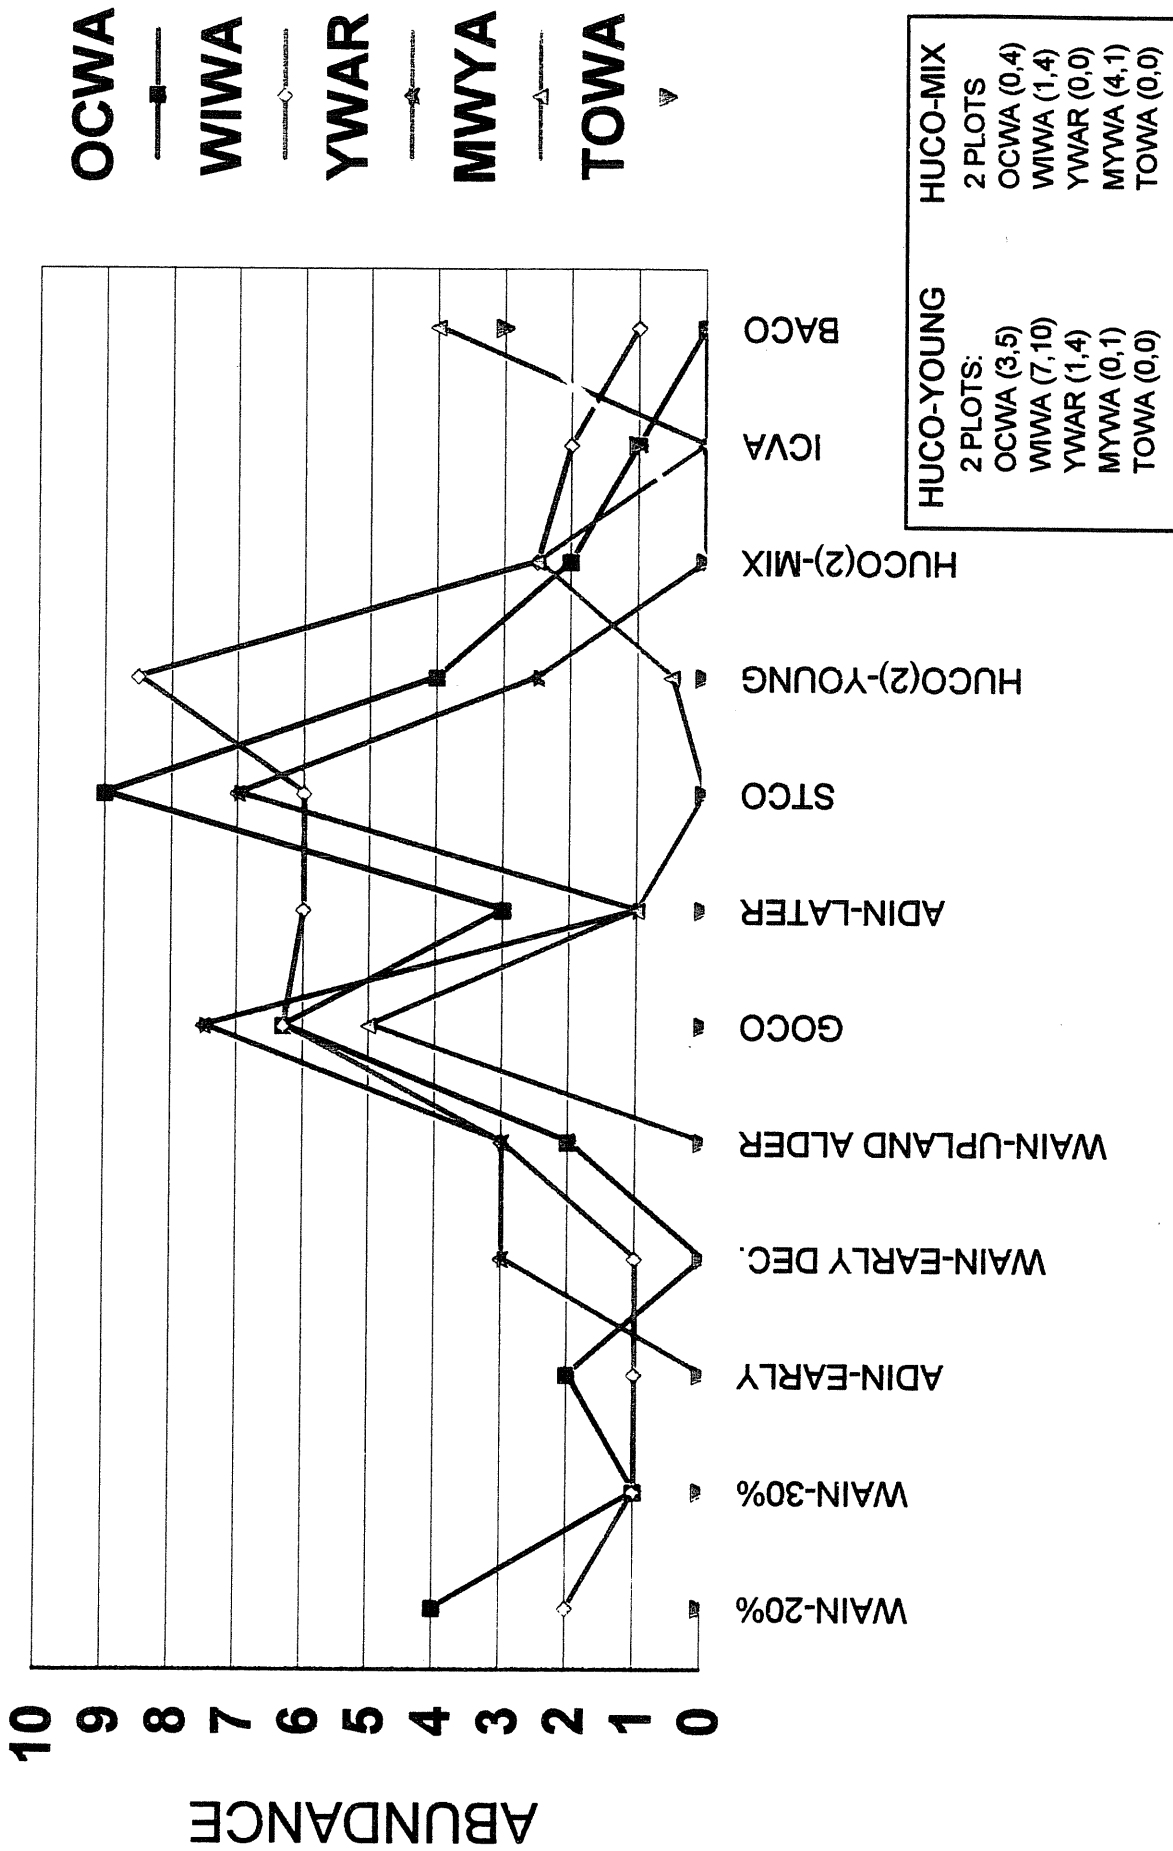 OCWA
WIWA
YWAR
MWYA
TOWA
10
9
8
7
6
5
4
3
2
1
0
ABUNDANCE
WAIN-20%
WAIN-30%
ADIN-EARLY
WAIN-EARLY DEC.
WAIN-UPLAND ALDER
GOCO
ADIN-LATER
STCO
HUCO(2)-YOUNG
HUCO(2)-MIX
ICVA
BACO
HUCO-YOUNG
2 PLOTS:
OCWA (3,5)
WIWA (7,10)
YWAR (1,4)
MYWA (0,1)
TOWA (0,0)
HUCO-MIX
2 PLOTS
OCWA (0,4)
WIWA (1,4)
YWAR (0,0)
MYWA (4,1)
TOWA (0,0)